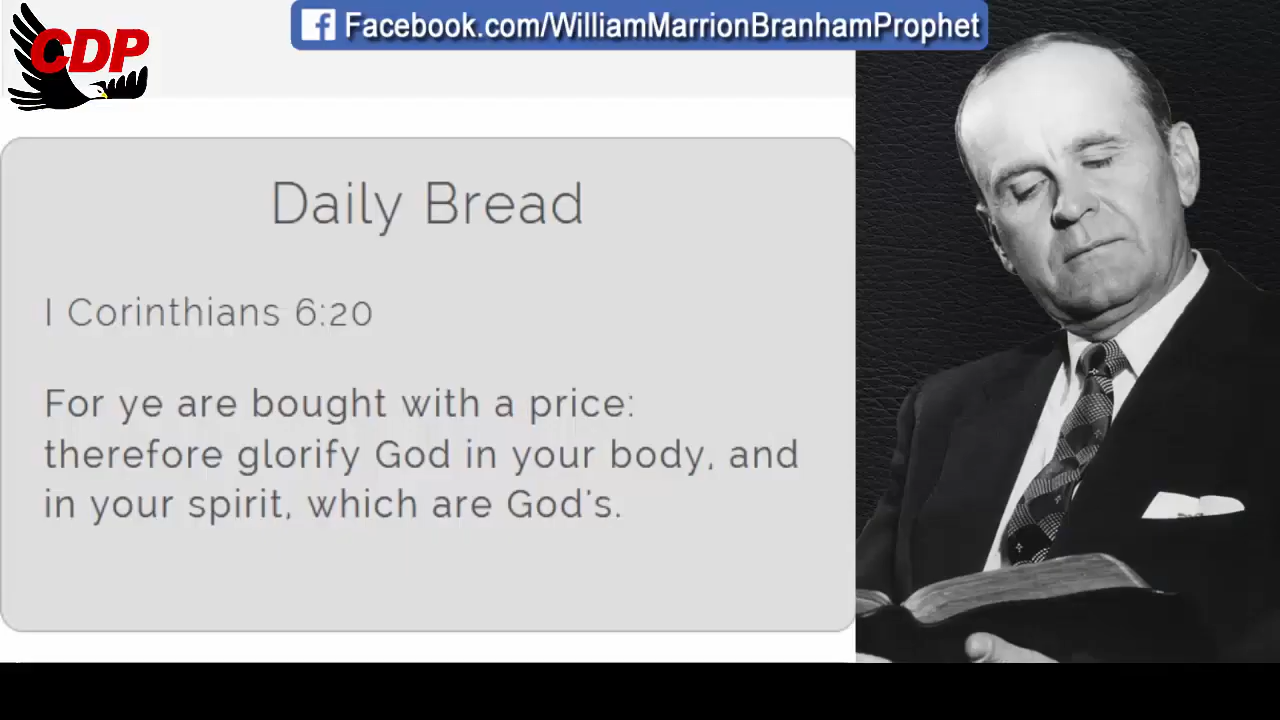 CDP
Facebook.com/WilliamMarrionBranhamProphet
Daily Bread
I Corinthians 6:20
For ye are bought with a price:
therefore glorify God in your body, and
in your spirit, which are God's.